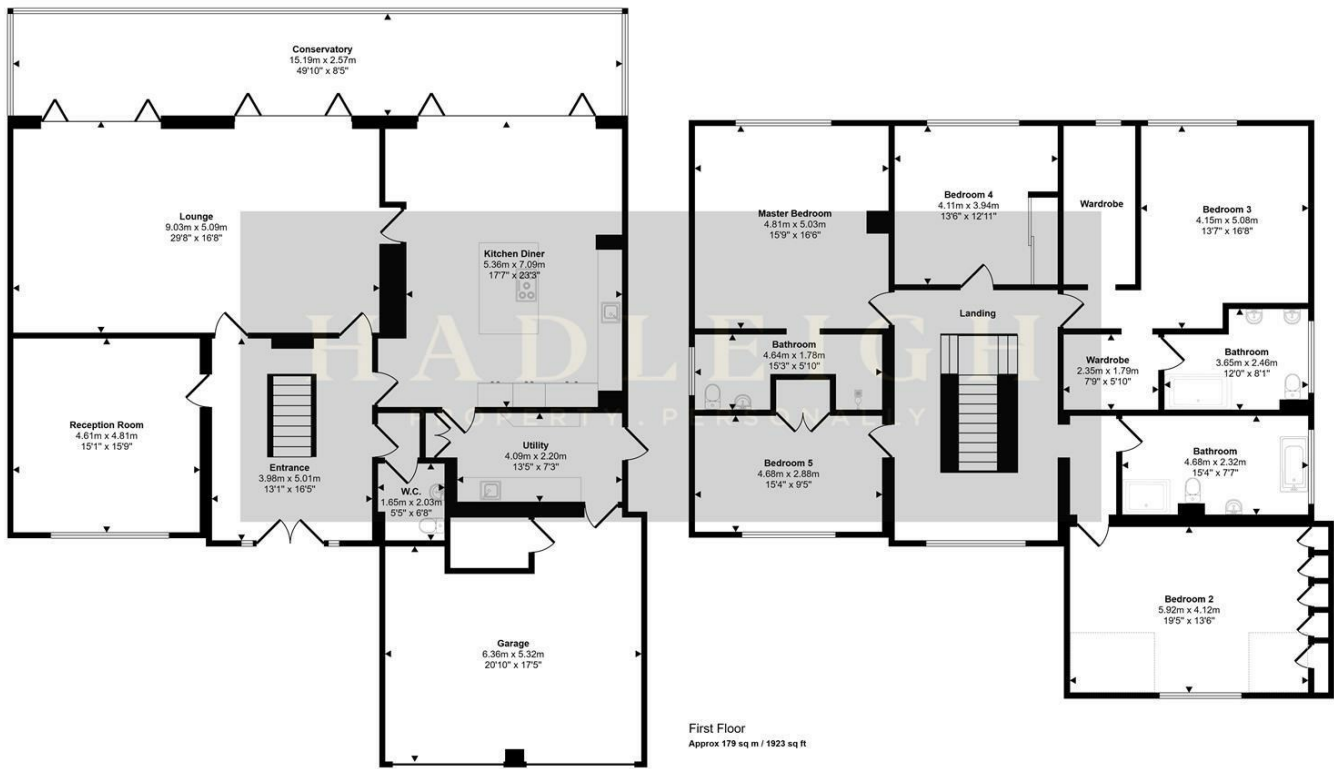 Conservatory
15.19m x 2.57m
49'10" x 8'5"
Lounge
9.03m x 5.09m
29'8" x 16'8"
Kitchen Diner
5.36m x 7.09m
17'7" x 23'3"
Reception Room
4.61m x 4.81m
15'1" x 15'9"
Entrance
3.98m x 5.01m
13'1" x 16'5"
W.C.
1.65m x 2.03m
5'5" x 6'8"
Utility
4.09m x 2.20m
13'5" x 7'3"
Garage
6.36m x 5.32m
20'10" x 17'5"
Master Bedroom
4.81m x 5.03m
15'9" x 16'6"
Bedroom 4
4.11m x 3.94m
13'6" x 12'11"
Wardrobe
Bedroom 3
4.15m x 5.08m
13'7" x 16'8"
Landing
Bathroom
4.64m x 1.78m
15'3" x 5'10"
Wardrobe
2.35m x 1.79m
7'9" x 5'10"
Bathroom
3.65m x 2.46m
12'0" x 8'1"
Bedroom 5
4.68m x 2.88m
15'4" x 9'5"
Bathroom
4.68m x 2.32m
15'4" x 7'7"
Bedroom 2
5.92m x 4.12m
19'5" x 13'6"
First Floor
Approx 179 sq m / 1923 sq ft
HADLEIGH
PROPERTY. PERSONALLY